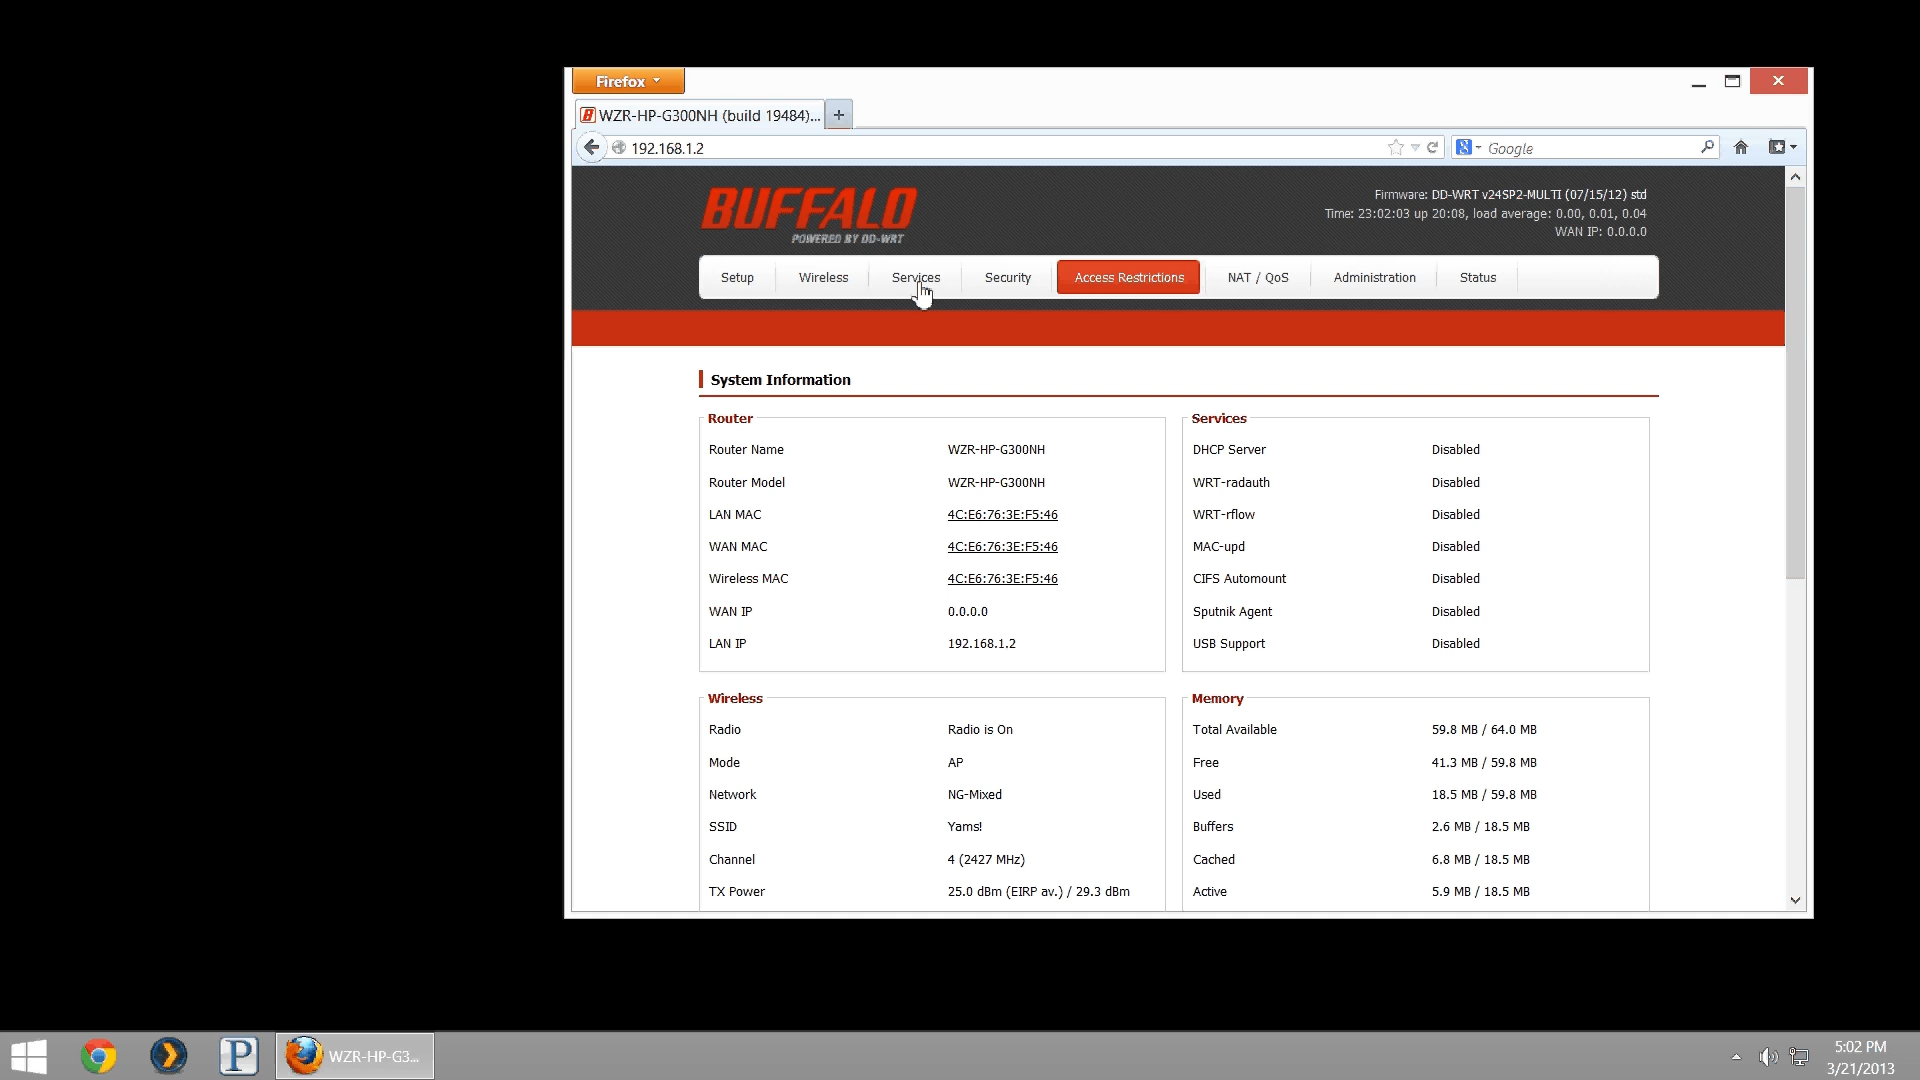 Firefox
WZR-HP-G300NH (build 19484)...
+
192.168.1.2
Google
BUFFALO
POWERED BY DD-WRT
Firmware: DD-WRT v24SP2-MULTI (07/15/12) std
Time: 23:02:03 up 20:08, load average: 0.00, 0.01, 0.04
WAN IP: 0.0.0.0
Setup Wireless Services Security Access Restrictions NAT / QoS Administration Status
System Information
Router
Router Name WZR-HP-G300NH
Router Model WZR-HP-G300NH
LAN MAC 4C:E6:76:3E:F5:46
WAN MAC 4C:E6:76:3E:F5:46
Wireless MAC 4C:E6:76:3E:F5:46
WAN IP 0.0.0.0
LAN IP 192.168.1.2
Services
DHCP Server Disabled
WRT-radauth Disabled
WRT-rflow Disabled
MAC-upd Disabled
CIFS Automount Disabled
Sputnik Agent Disabled
USB Support Disabled
Wireless
Radio Radio is On
Mode AP
Network NG-Mixed
SSID Yams!
Channel 4 (2427 MHz)
TX Power 25.0 dBm (EIRP av.) / 29.3 dBm
Memory
Total Available 59.8 MB / 64.0 MB
Free 41.3 MB / 59.8 MB
Used 18.5 MB / 59.8 MB
Buffers 2.6 MB / 18.5 MB
Cached 6.8 MB / 18.5 MB
Active 5.9 MB / 18.5 MB
P
WZR-HP-G3...
5:02 PM
3/21/2013